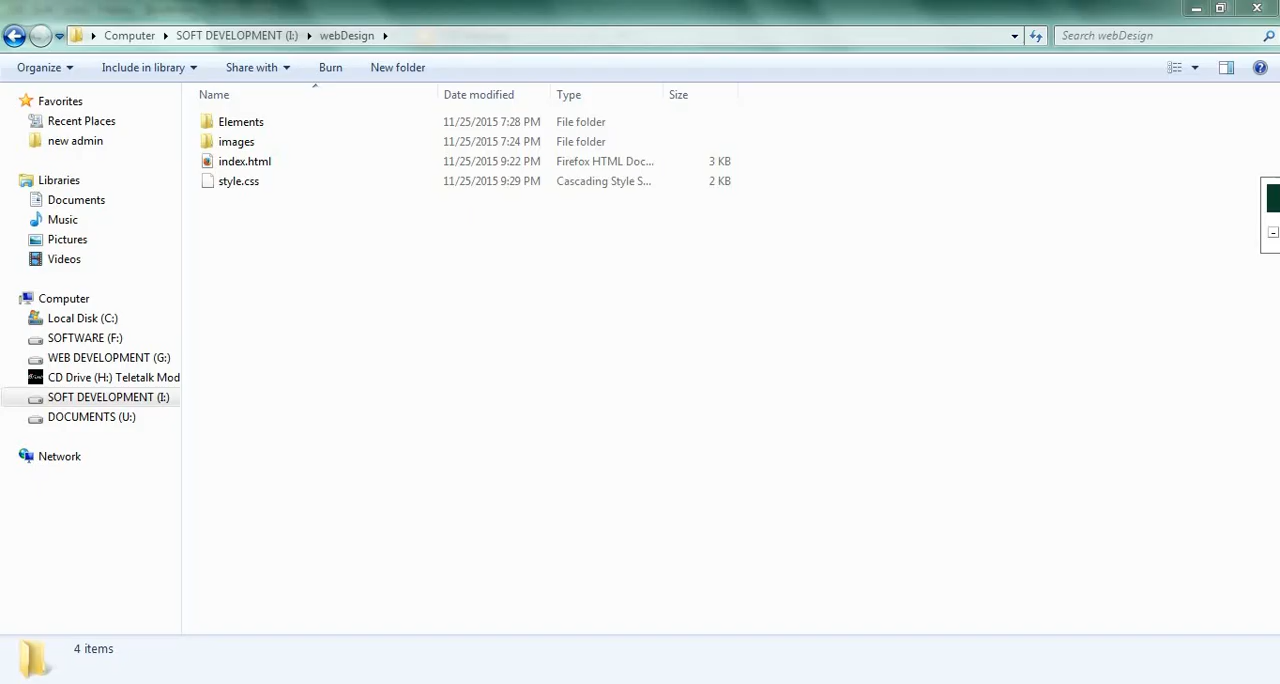 Computer SOFT DEVELOPMENT (I:) webDesign Search webDesign
Organize Include in library Share with Burn New folder
Name Date modified Type Size
Favorites
Recent Places
new admin
Libraries
Documents
Music
Pictures
Videos
Computer
Local Disk (C:)
SOFTWARE (F:)
WEB DEVELOPMENT (G:)
CD Drive (H:) Teletalk Mod
SOFT DEVELOPMENT (I:)
DOCUMENTS (U:)
Network
Elements 11/25/2015 7:28 PM File folder
images 11/25/2015 7:24 PM File folder
index.html 11/25/2015 9:22 PM Firefox HTML Doc... 3 KB
style.css 11/25/2015 9:29 PM Cascading Style S... 2 KB
4 items